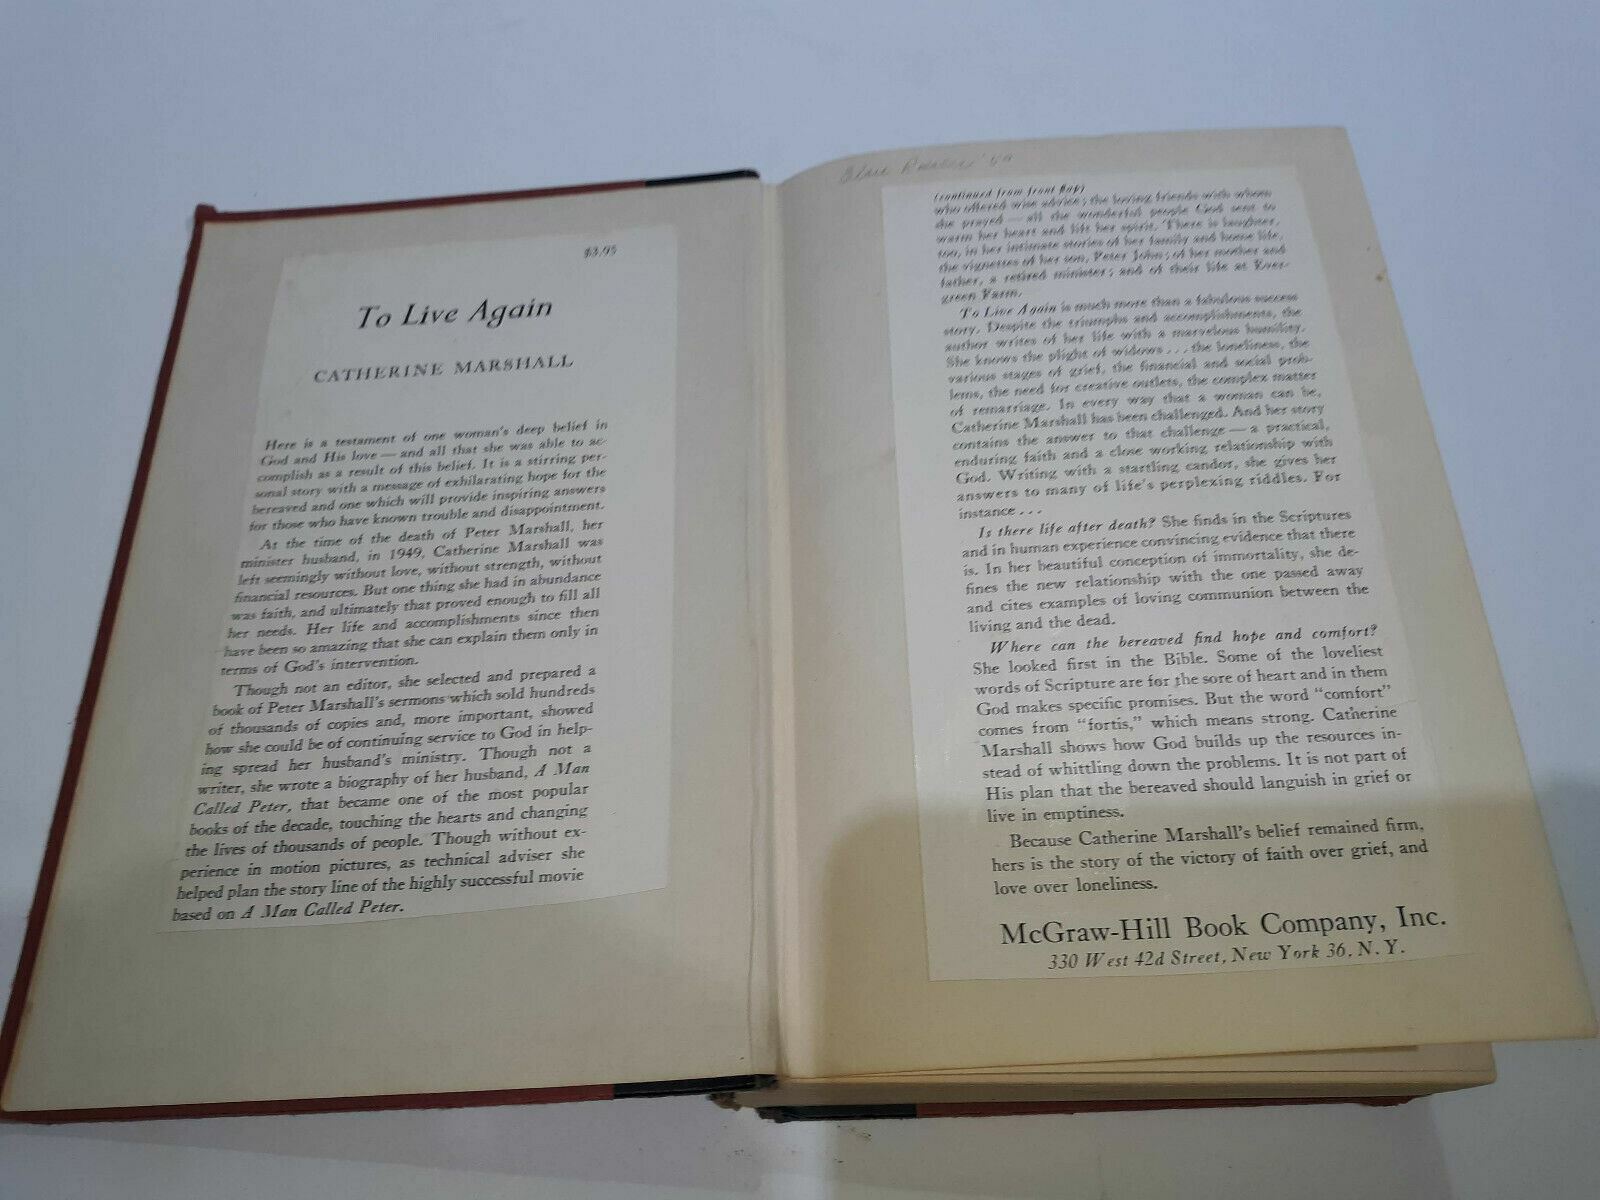 $3.95
To Live Again
CATHERINE MARSHALL
Here is a testament of one woman's deep belief in
God and His love — and all that she was able to ac-
complish as a result of this belief. It is a stirring per-
sonal story with a message of exhilarating hope for the
bereaved and one which will provide inspiring answers
for those who have known trouble and disappointment.
At the time of the death of Peter Marshall, her
minister husband, in 1949, Catherine Marshall was
left seemingly without love, without strength, without
financial resources. But one thing she had in abundance
was faith, and ultimately that proved enough to fill all
her needs. Her life and accomplishments since then
have been so amazing that she can explain them only in
terms of God's intervention.
Though not an editor, she selected and prepared a
book of Peter Marshall's sermons which sold hundreds
of thousands of copies and, more important, showed
how she could be of continuing service to God in help-
ing spread her husband's ministry. Though not a
writer, she wrote a biography of her husband, A Man
Called Peter, that became one of the most popular
books of the decade, touching the hearts and changing
the lives of thousands of people. Though without ex-
perience in motion pictures, as technical adviser she
helped plan the story line of the highly successful movie
based on A Man Called Peter.
(continued from front flap)
who offered wise advice; the loving friends with whom
she prayed — all the wonderful people God sent to
warm her heart and lift her spirit. There is laughter,
too, in her intimate stories of her family and home life,
the vignettes of her son, Peter John; of her mother and
father, a retired minister; and of their life at Ever-
green Farm.
To Live Again is much more than a fabulous success
story. Despite the triumphs and accomplishments, the
author writes of her life with a marvelous humility.
She knows the plight of widows . . . the loneliness, the
various stages of grief, the financial and social prob-
lems, the need for creative outlets, the complex matter
of remarriage. In every way that a woman can be,
Catherine Marshall has been challenged. And her story
contains the answer to that challenge — a practical,
enduring faith and a close working relationship with
God. Writing with a startling candor, she gives her
answers to many of life's perplexing riddles. For
instance . . .
Is there life after death? She finds in the Scriptures
and in human experience convincing evidence that there
is. In her beautiful conception of immortality, she de-
fines the new relationship with the one passed away
and cites examples of loving communion between the
living and the dead.
Where can the bereaved find hope and comfort?
She looked first in the Bible. Some of the loveliest
words of Scripture are for the sore of heart and in them
God makes specific promises. But the word "comfort"
comes from "fortis," which means strong. Catherine
Marshall shows how God builds up the resources in-
stead of whittling down the problems. It is not part of
His plan that the bereaved should languish in grief or
live in emptiness.
Because Catherine Marshall's belief remained firm,
hers is the story of the victory of faith over grief, and
love over loneliness.
McGraw-Hill Book Company, Inc.
330 West 42d Street, New York 36, N. Y.